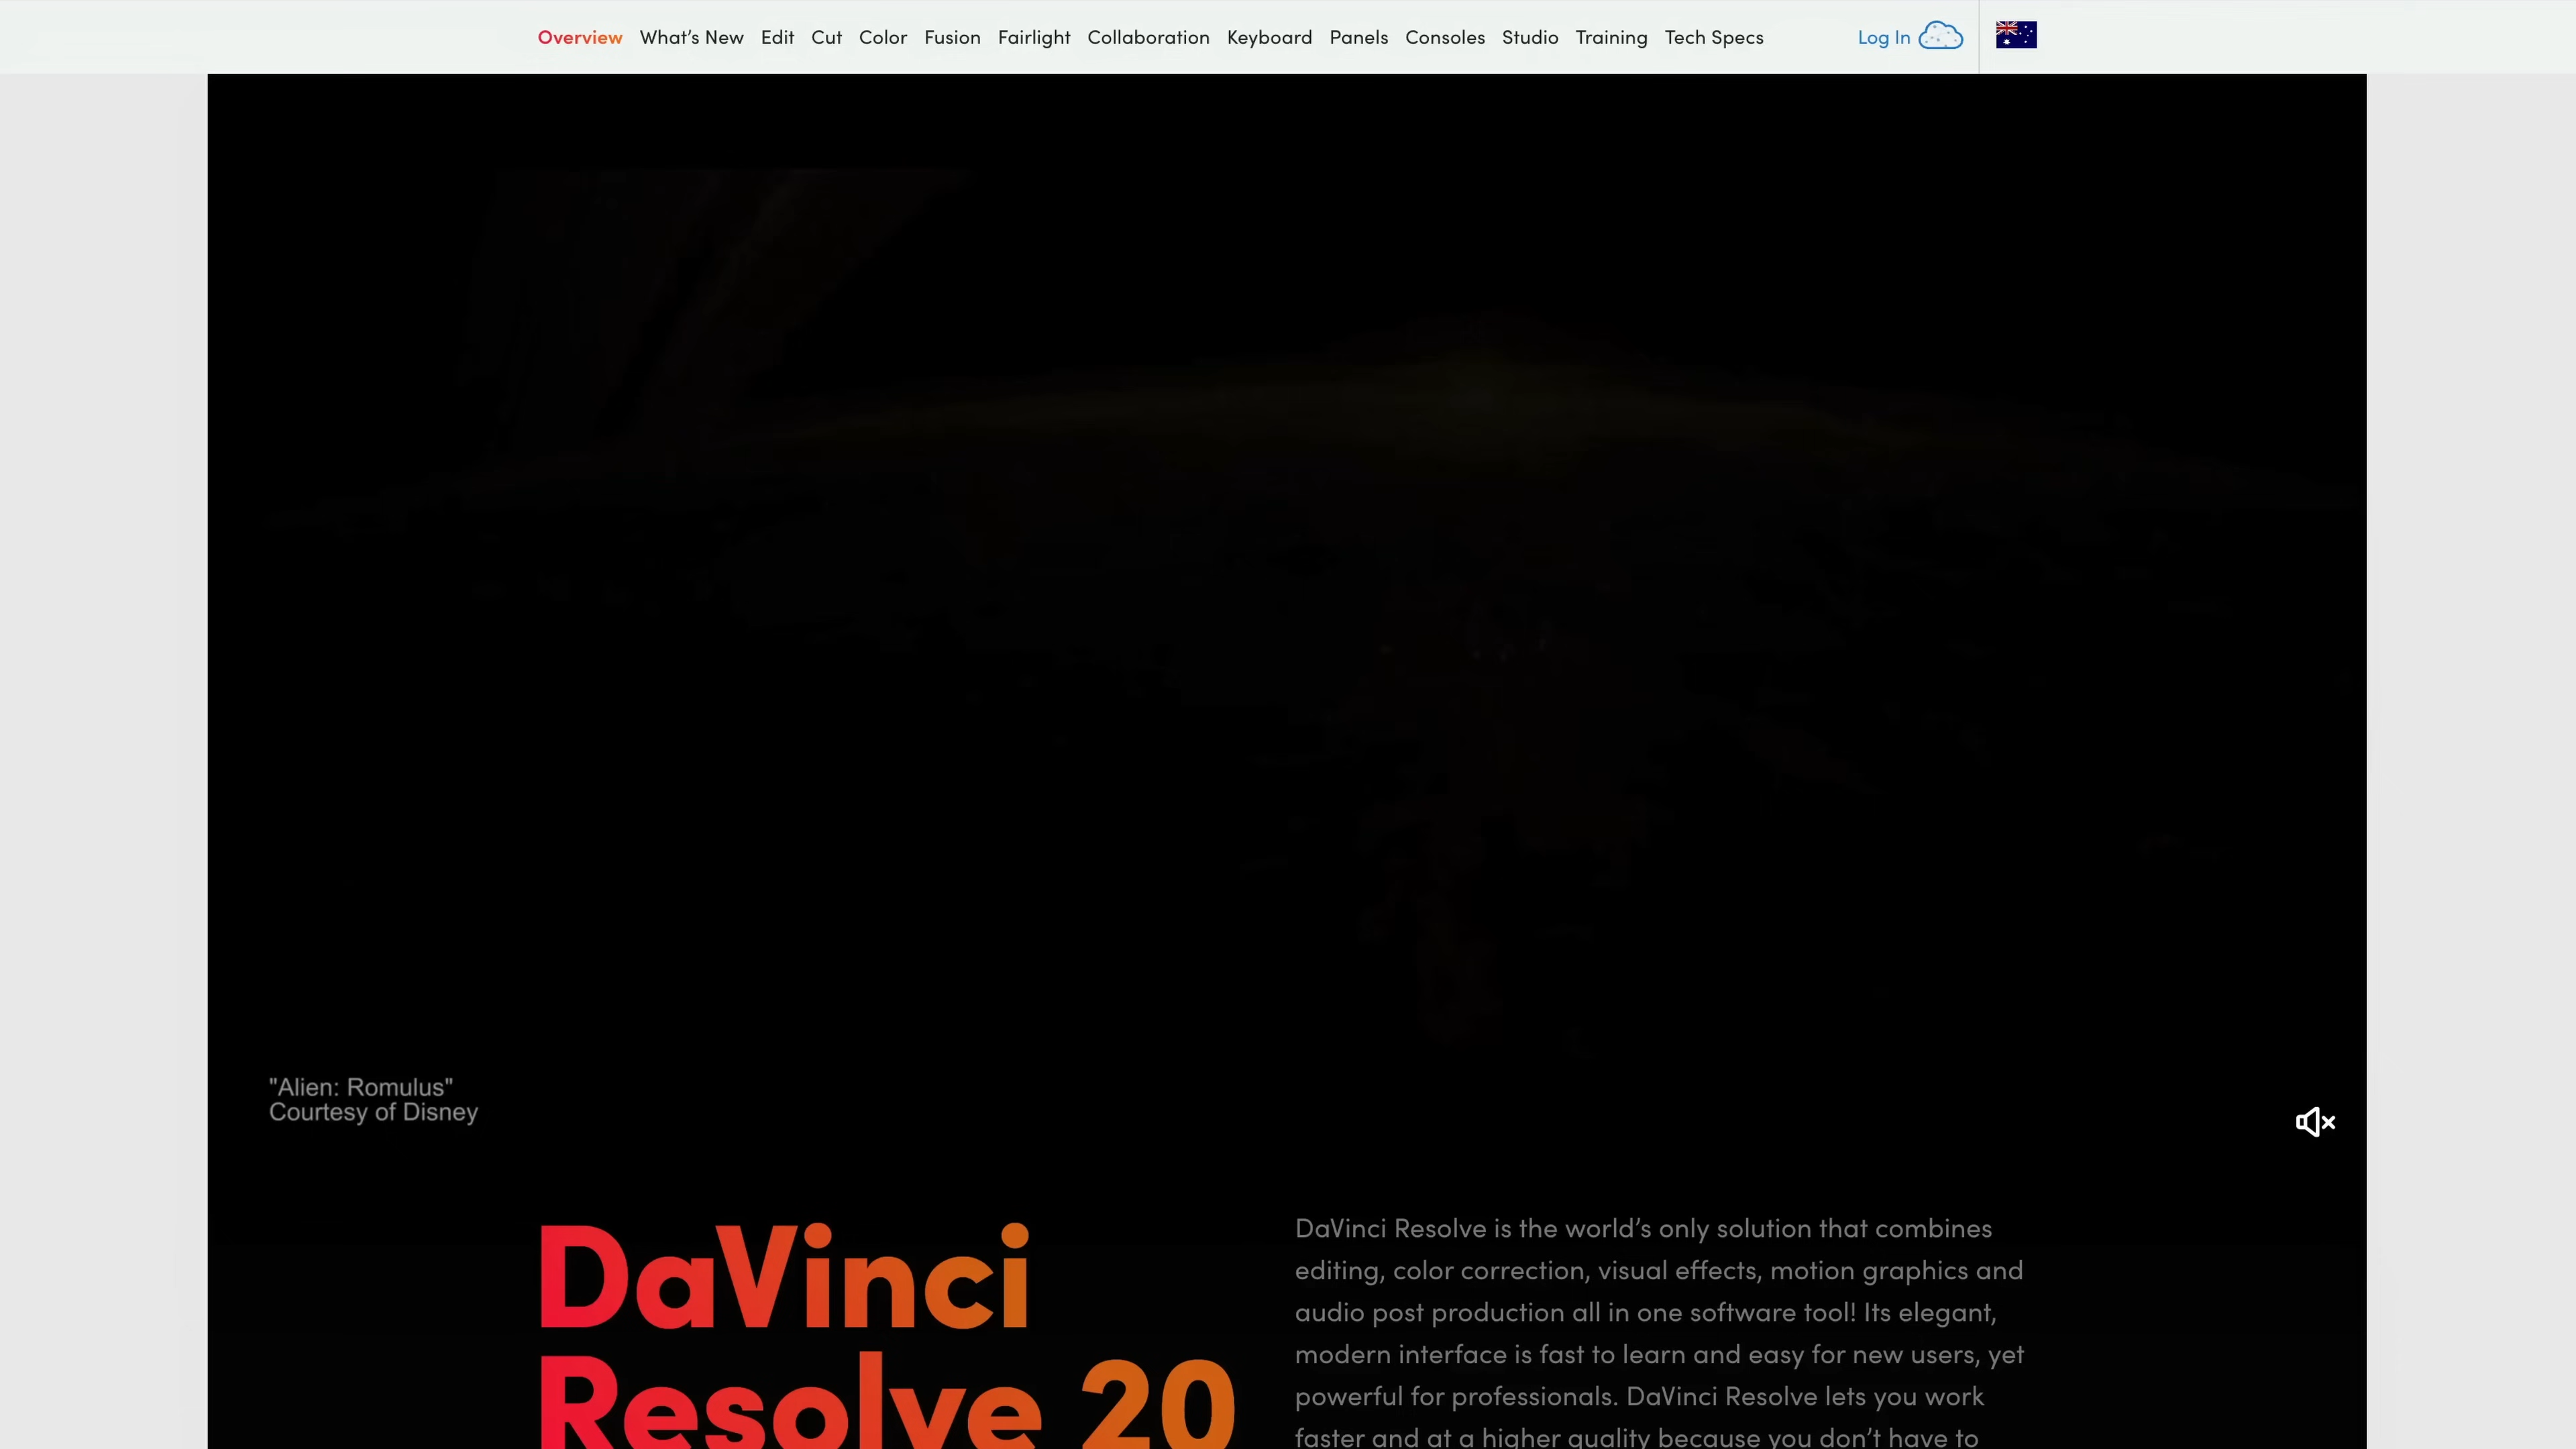 Overview What’s New Edit Cut Color Fusion Fairlight Collaboration Keyboard Panels Consoles Studio Training Tech Specs Log In
"Alien: Romulus"
Courtesy of Disney
DaVinci
Resolve 20
DaVinci Resolve is the world’s only solution that combines
editing, color correction, visual effects, motion graphics and
audio post production all in one software tool! Its elegant,
modern interface is fast to learn and easy for new users, yet
powerful for professionals. DaVinci Resolve lets you work
faster and at a higher quality because you don’t have to